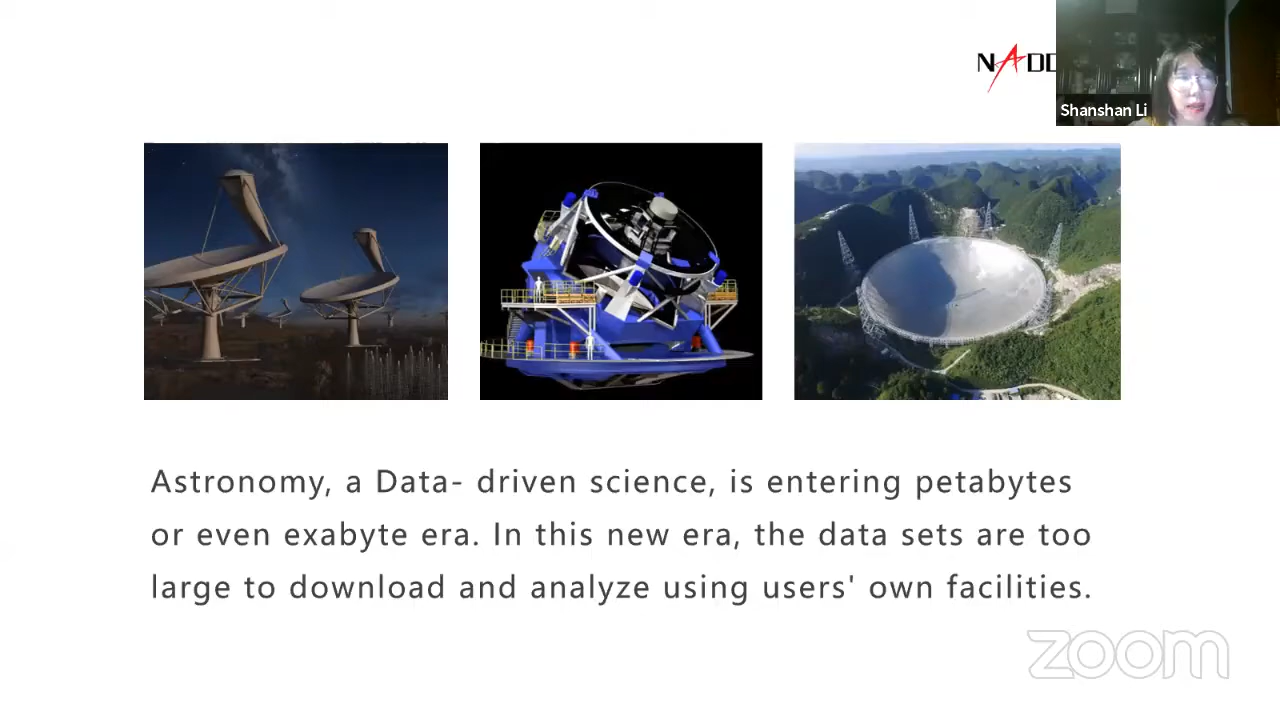 NADC
Shanshan Li
Astronomy, a Data- driven science, is entering petabytes
or even exabyte era. In this new era, the data sets are too
large to download and analyze using users' own facilities.
zoom